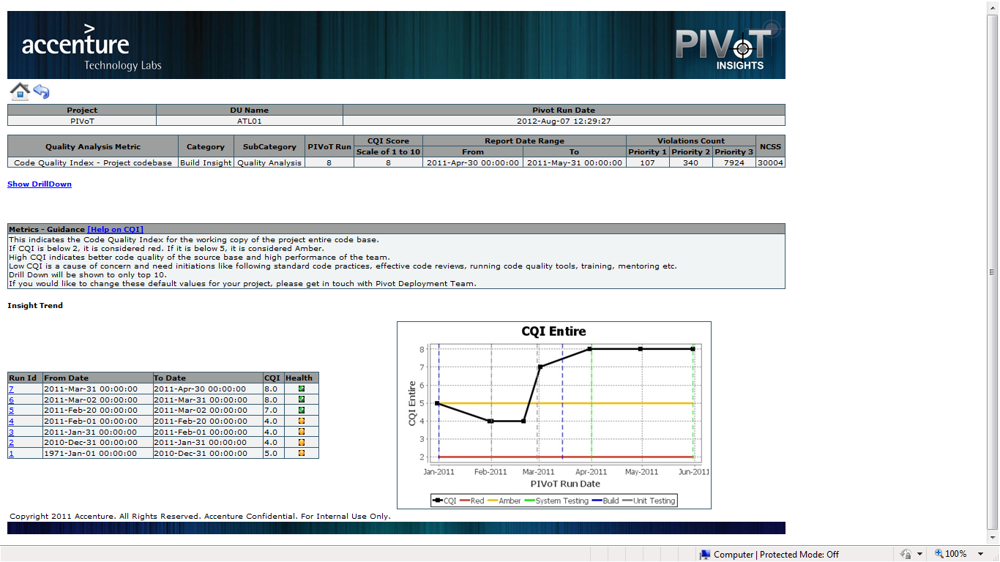 accenture
Technology Labs
PIVoT
INSIGHTS
Project DU Name Pivot Run Date
PIVoT ATL01 2012-Aug-07 12:29:27
Quality Analysis Metric Category SubCategory PIVoT Run CQI Score Report Date Range Violations Count NCSS
Scale of 1 to 10 From To Priority 1 Priority 2 Priority 3
Code Quality Index - Project codebase Build Insight Quality Analysis 8 8 2011-Apr-30 00:00:00 2011-May-31 00:00:00 107 340 7924 30004
Show DrillDown
Metrics - Guidance [Help on CQI]
This indicates the Code Quality Index for the working copy of the project entire code base.
If CQI is below 2, it is considered red. If it is below 5, it is considered Amber.
High CQI indicates better code quality of the source base and high performance of the team.
Low CQI is a cause of concern and need initiatives like following standard code practices, effective code reviews, running code quality tools, training, mentoring etc.
Drill Down will be shown to only top 10.
If you would like to change these default values for your project, please get in touch with Pivot Deployment Team.
Insight Trend
Run Id From Date To Date CQI Health
7 2011-Mar-31 00:00:00 2011-Apr-30 00:00:00 8.0
6 2011-Mar-02 00:00:00 2011-Mar-31 00:00:00 8.0
5 2011-Feb-20 00:00:00 2011-Mar-02 00:00:00 7.0
4 2011-Feb-01 00:00:00 2011-Feb-20 00:00:00 4.0
3 2011-Jan-31 00:00:00 2011-Feb-01 00:00:00 4.0
2 2010-Dec-31 00:00:00 2011-Jan-31 00:00:00 4.0
1 1971-Jan-01 00:00:00 2010-Dec-31 00:00:00 5.0
CQI Entire
CQI Entire
8
7
6
5
4
3
2
Jan-2011 Feb-2011 Mar-2011 Apr-2011 May-2011 Jun-2011
PIVoT Run Date
CQI Red Amber System Testing Build Unit Testing
Copyright 2011 Accenture. All Rights Reserved. Accenture Confidential. For Internal Use Only.
Computer | Protected Mode: Off
100%